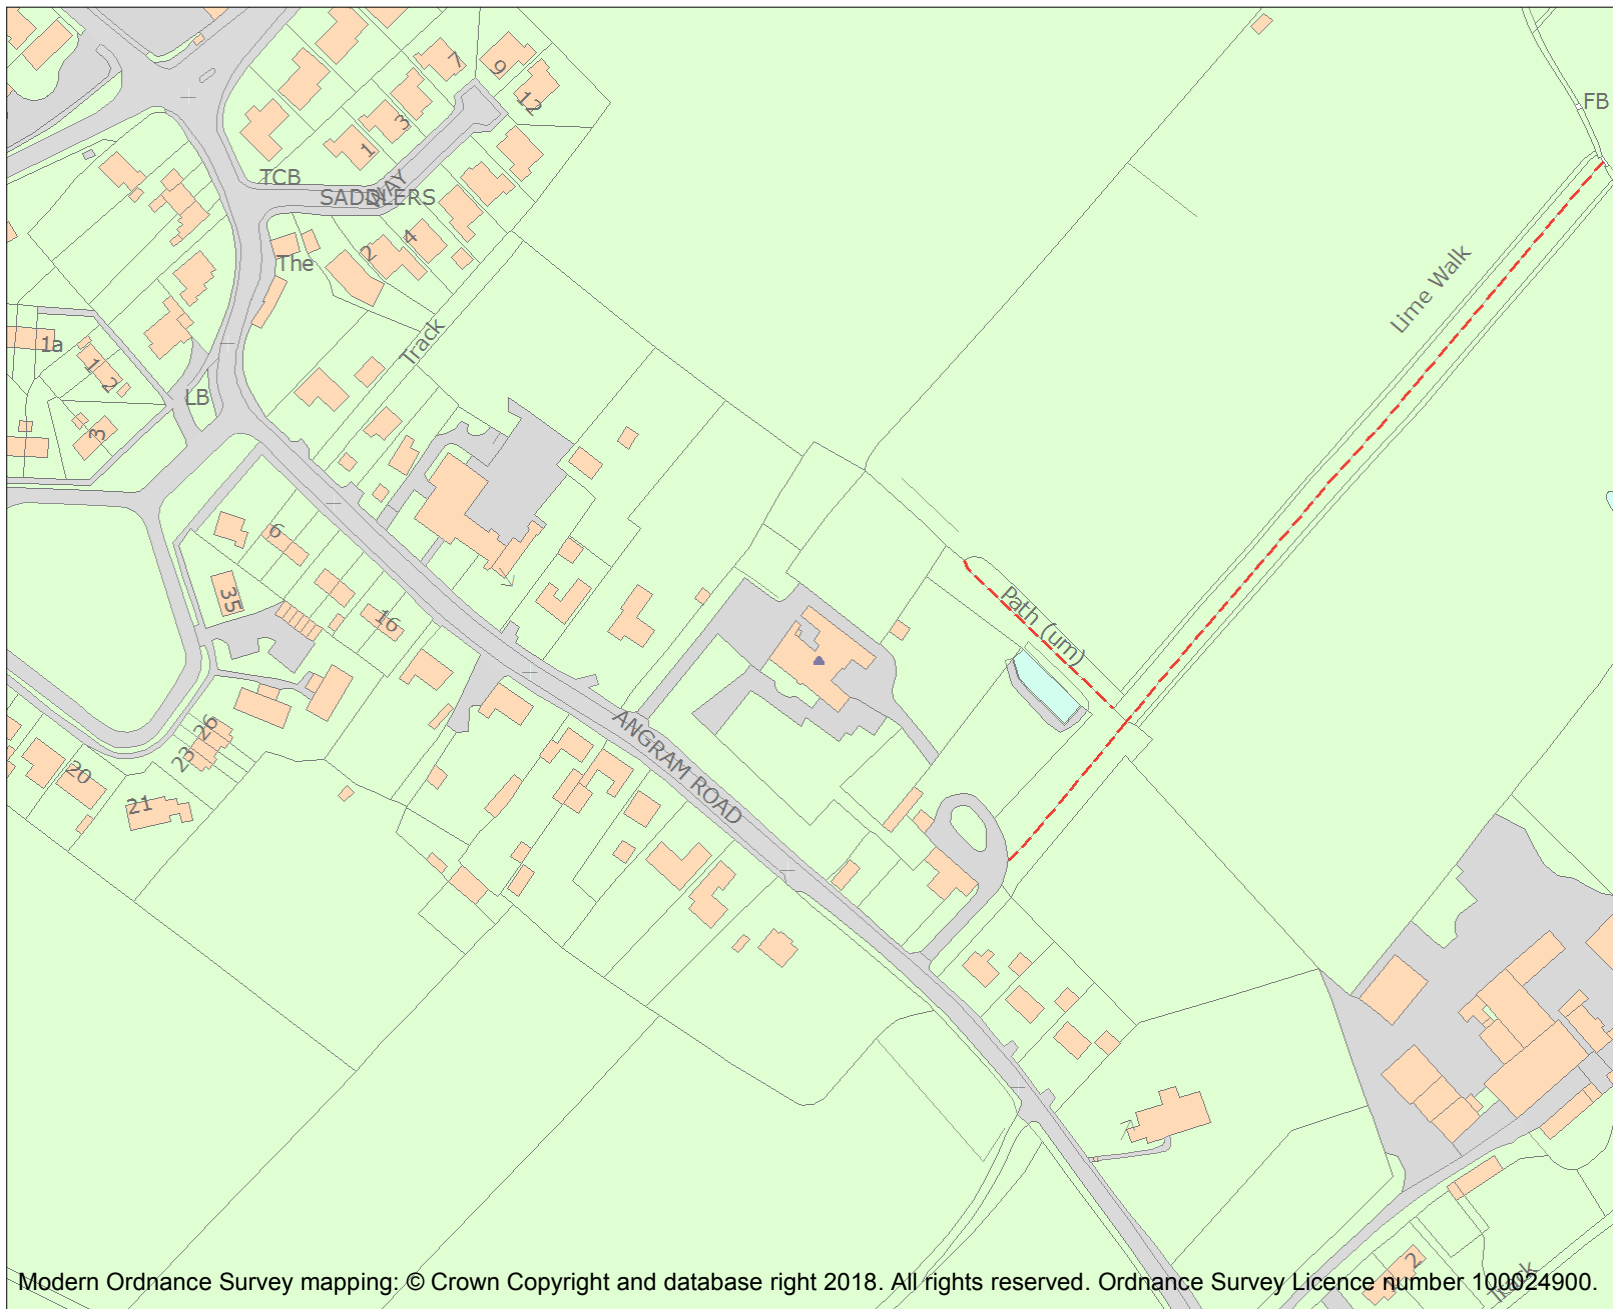 7
9
12
FB
3
1
TCB
WAY
SADDLERS
4
2
The
Lime Walk
Track
1a
1
2
LB
3
6
35
16
Path (um)
26
23
20
21
ANGRAM ROAD
2
Track
Modern Ordnance Survey mapping: © Crown Copyright and database right 2018. All rights reserved. Ordnance Survey Licence number 100024900.